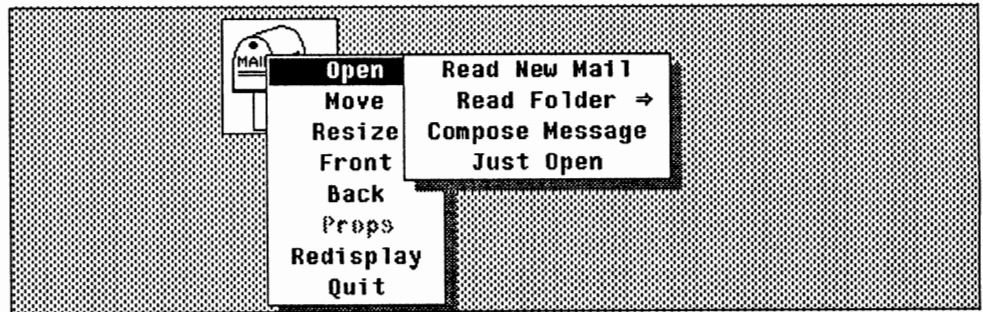 MAI
Open
Move
Resize
Front
Back
Props
Redisplay
Quit
Read New Mail
Read Folder ⇒
Compose Message
Just Open